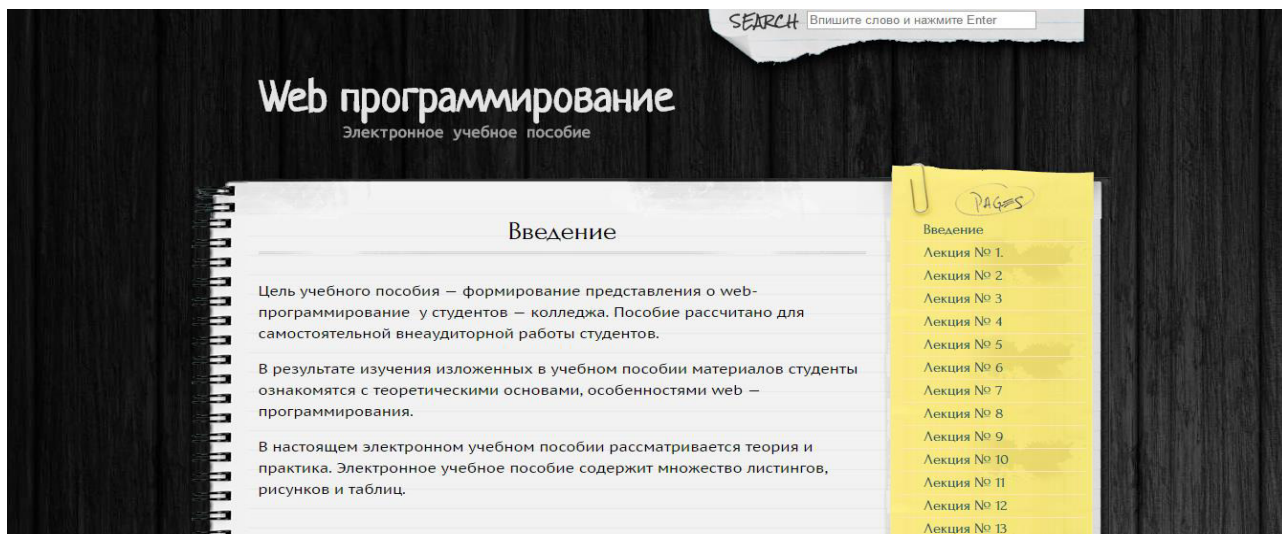 SEARCH Впишите слово и нажмите Enter
Web программирование
Электронное учебное пособие
Введение
Цель учебного пособия — формирование представления о web-
программирование у студентов — колледжа. Пособие рассчитано для
самостоятельной внеаудиторной работы студентов.
В результате изучения изложенных в учебном пособии материалов студенты
ознакомятся с теоретическими основами, особенностями web —
программирования.
В настоящем электронном учебном пособии рассматривается теория и
практика. Электронное учебное пособие содержит множество листингов,
рисунков и таблиц.
PAGES
Введение
Лекция № 1.
Лекция № 2
Лекция № 3
Лекция № 4
Лекция № 5
Лекция № 6
Лекция № 7
Лекция № 8
Лекция № 9
Лекция № 10
Лекция № 11
Лекция № 12
Лекция № 13